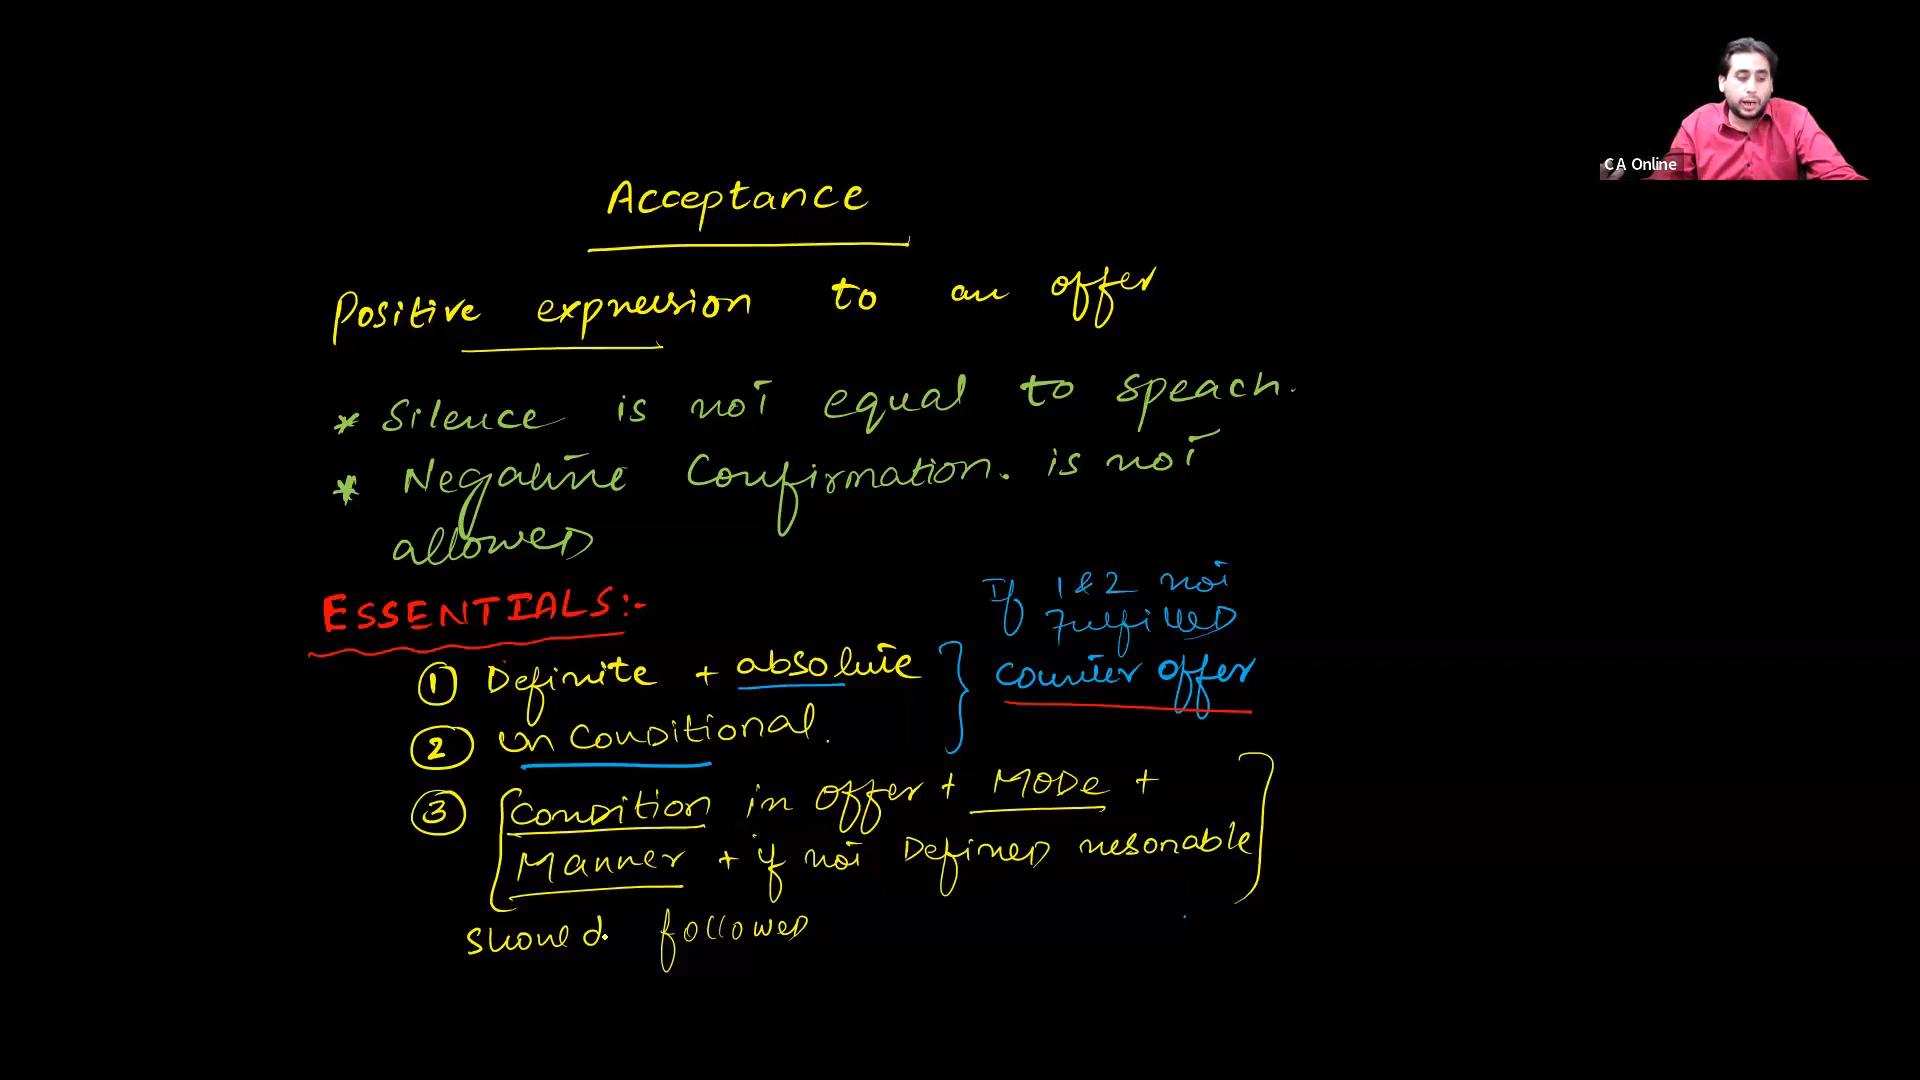 CA Online
Acceptance
Positive expression to an offer
* Silence is not equal to speach.
* Negative Confirmation. is not
allowed
ESSENTIALS:-
If 1 & 2 not
Fulfilled
① Definite + absolute
counter offer
② un conditional.
③ condition in offer + MODe +
Manner + if not Defined resonable
should followed